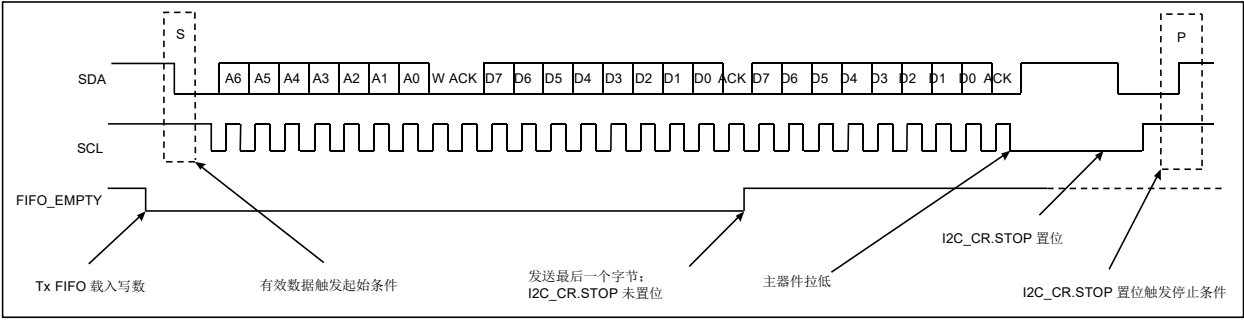 S
P
SDA
A6 A5 A4 A3 A2 A1 A0 W ACK D7 D6 D5 D4 D3 D2 D1 D0 ACK D7 D6 D5 D4 D3 D2 D1 D0 ACK
SCL
FIFO_EMPTY
I2C_CR.STOP 置位
Tx FIFO 载入写数
有效数据触发起始条件
发送最后一个字节;
I2C_CR.STOP 未置位
主器件拉低
I2C_CR.STOP 置位触发停止条件